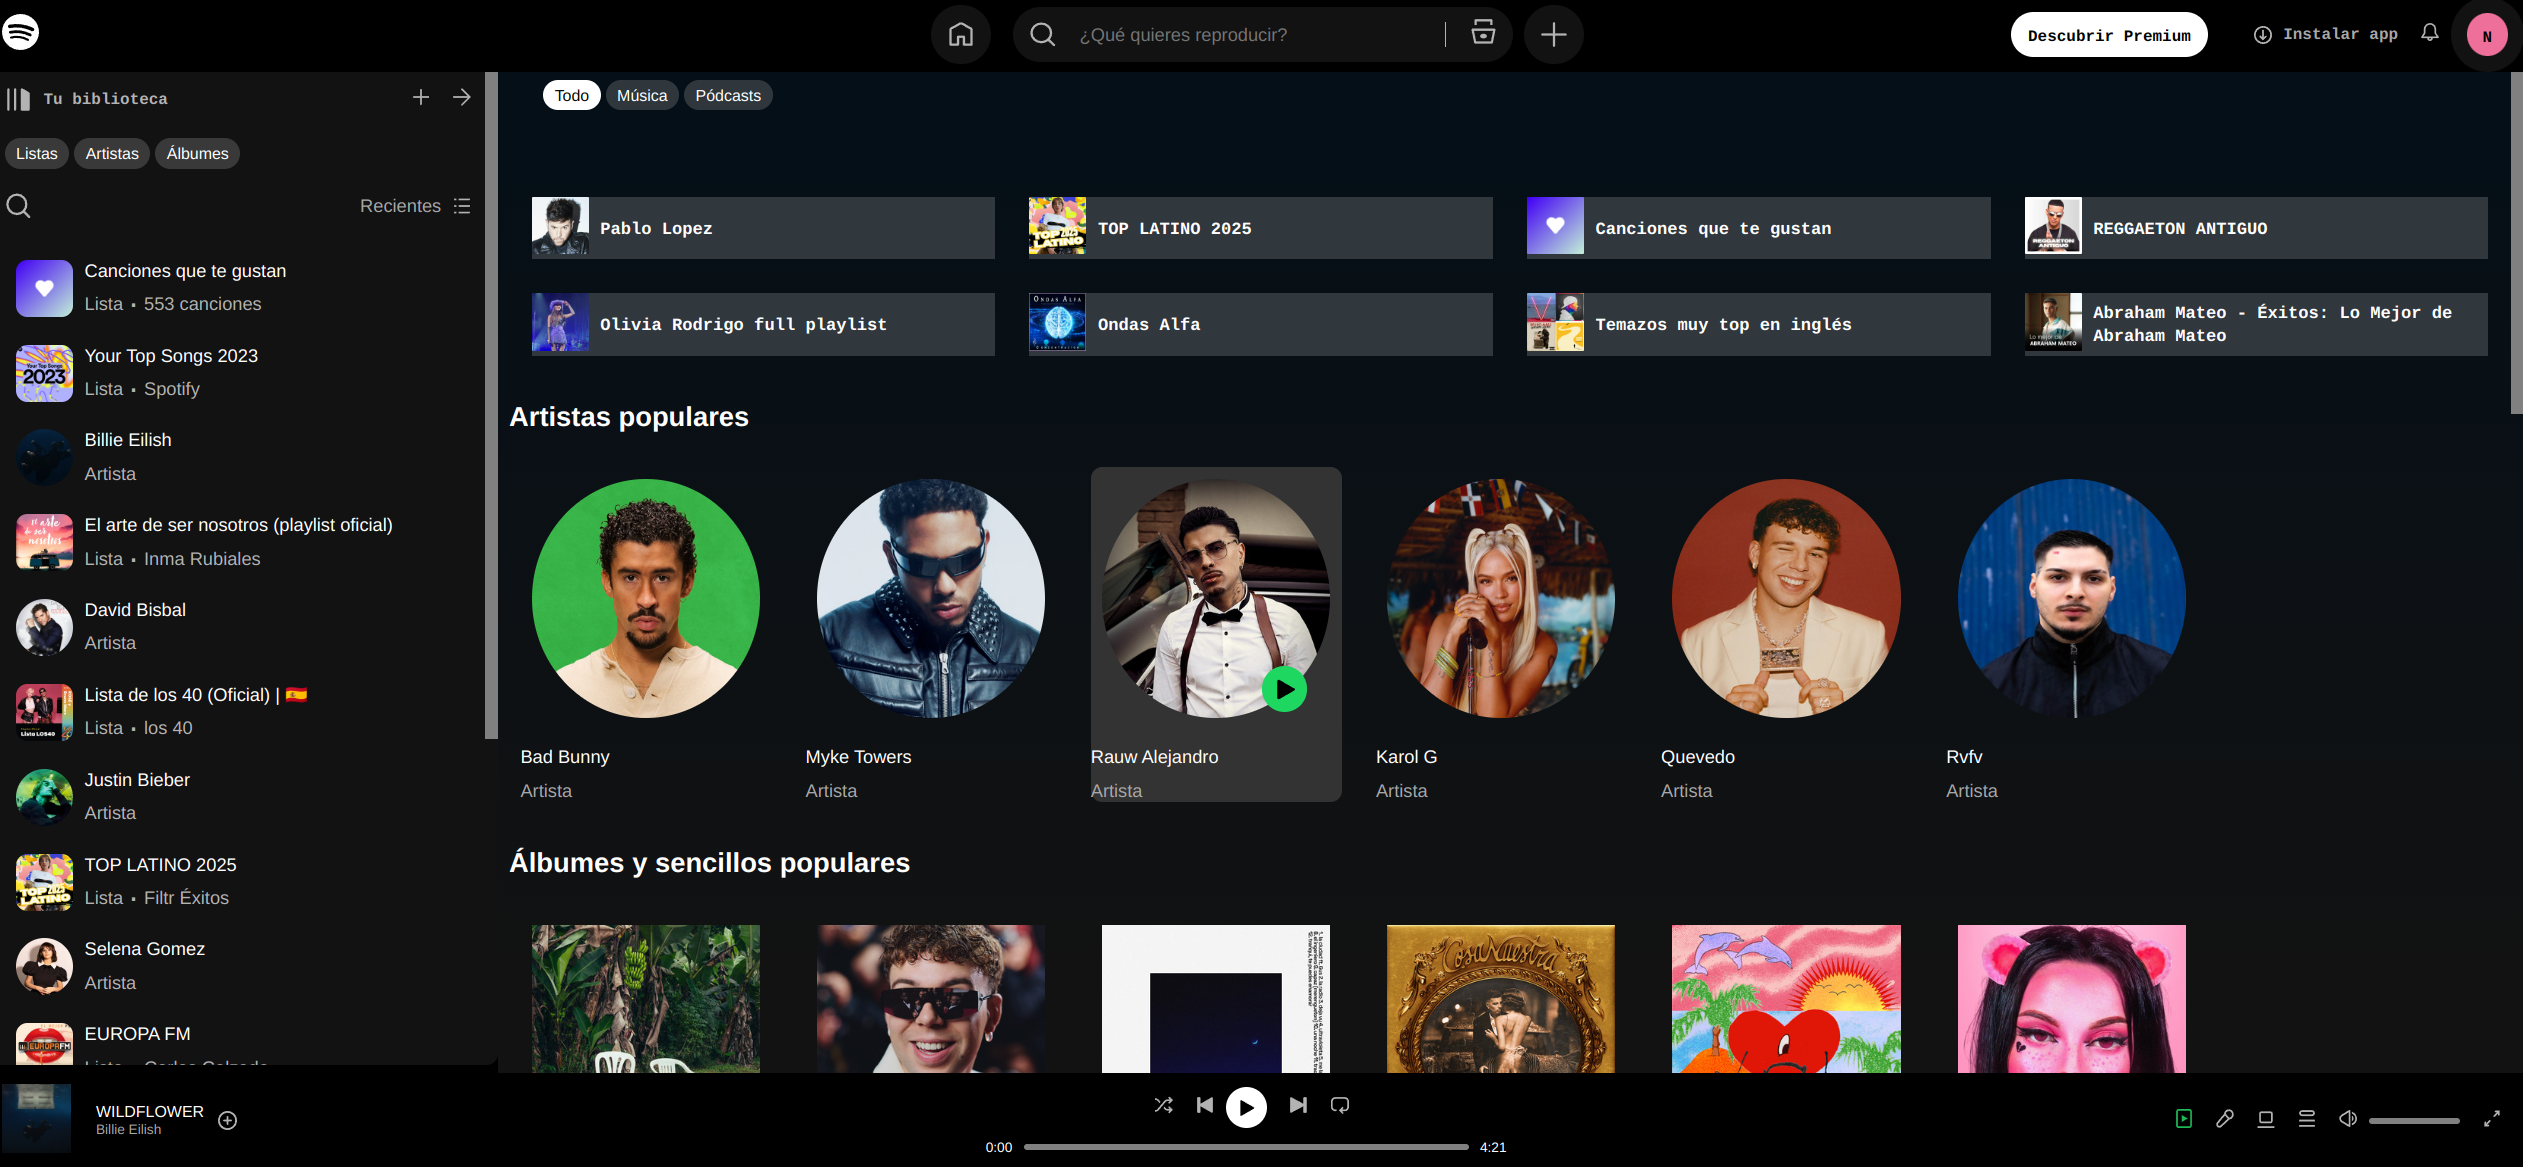 ¿Qué quieres reproducir?
Descubrir Premium
Instalar app
N
Tu biblioteca
Listas
Artistas
Álbumes
Recientes
Canciones que te gustan
Lista • 553 canciones
Your Top Songs 2023
Lista • Spotify
Billie Eilish
Artista
El arte de ser nosotros (playlist oficial)
Lista • Inma Rubiales
David Bisbal
Artista
Lista de los 40 (Oficial) | 🇪🇸
Lista • los 40
Justin Bieber
Artista
TOP LATINO 2025
Lista • Filtr Éxitos
Selena Gomez
Artista
EUROPA FM
Todo
Música
Pódcasts
Pablo Lopez
TOP LATINO 2025
Canciones que te gustan
REGGAETON ANTIGUO
Olivia Rodrigo full playlist
Ondas Alfa
Temazos muy top en inglés
Abraham Mateo - Éxitos: Lo Mejor de
Abraham Mateo
Artistas populares
Bad Bunny
Artista
Myke Towers
Artista
Rauw Alejandro
Artista
Karol G
Artista
Quevedo
Artista
Rvfv
Artista
Álbumes y sencillos populares
Cosa Nuestra
WILDFLOWER
Billie Eilish
0:00
4:21